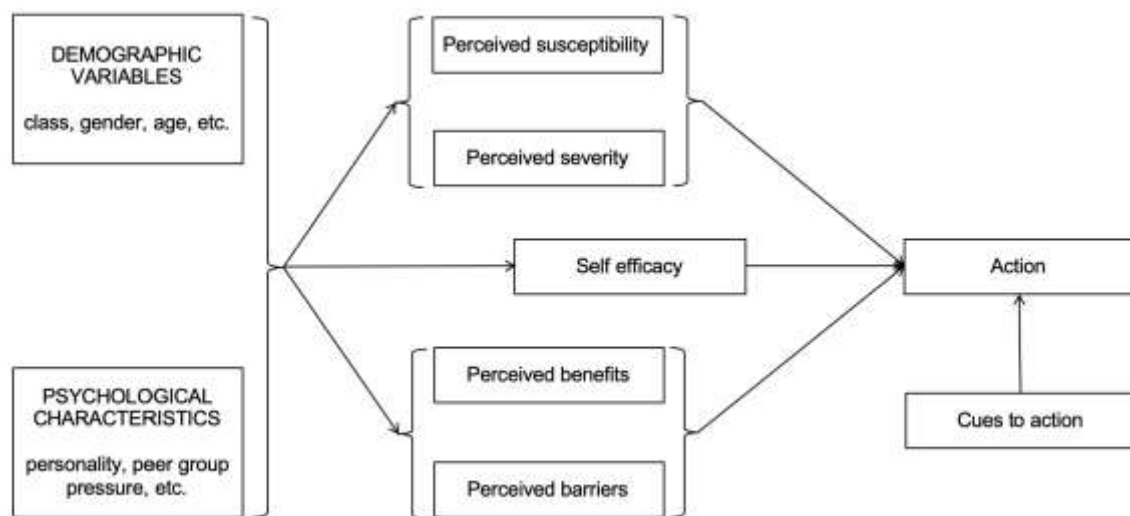 DEMOGRAPHIC
VARIABLES
class, gender, age, etc.
PSYCHOLOGICAL
CHARACTERISTICS
personality, peer group
pressure, etc.
Perceived susceptibility
Perceived severity
Self efficacy
Perceived benefits
Perceived barriers
Action
Cues to action